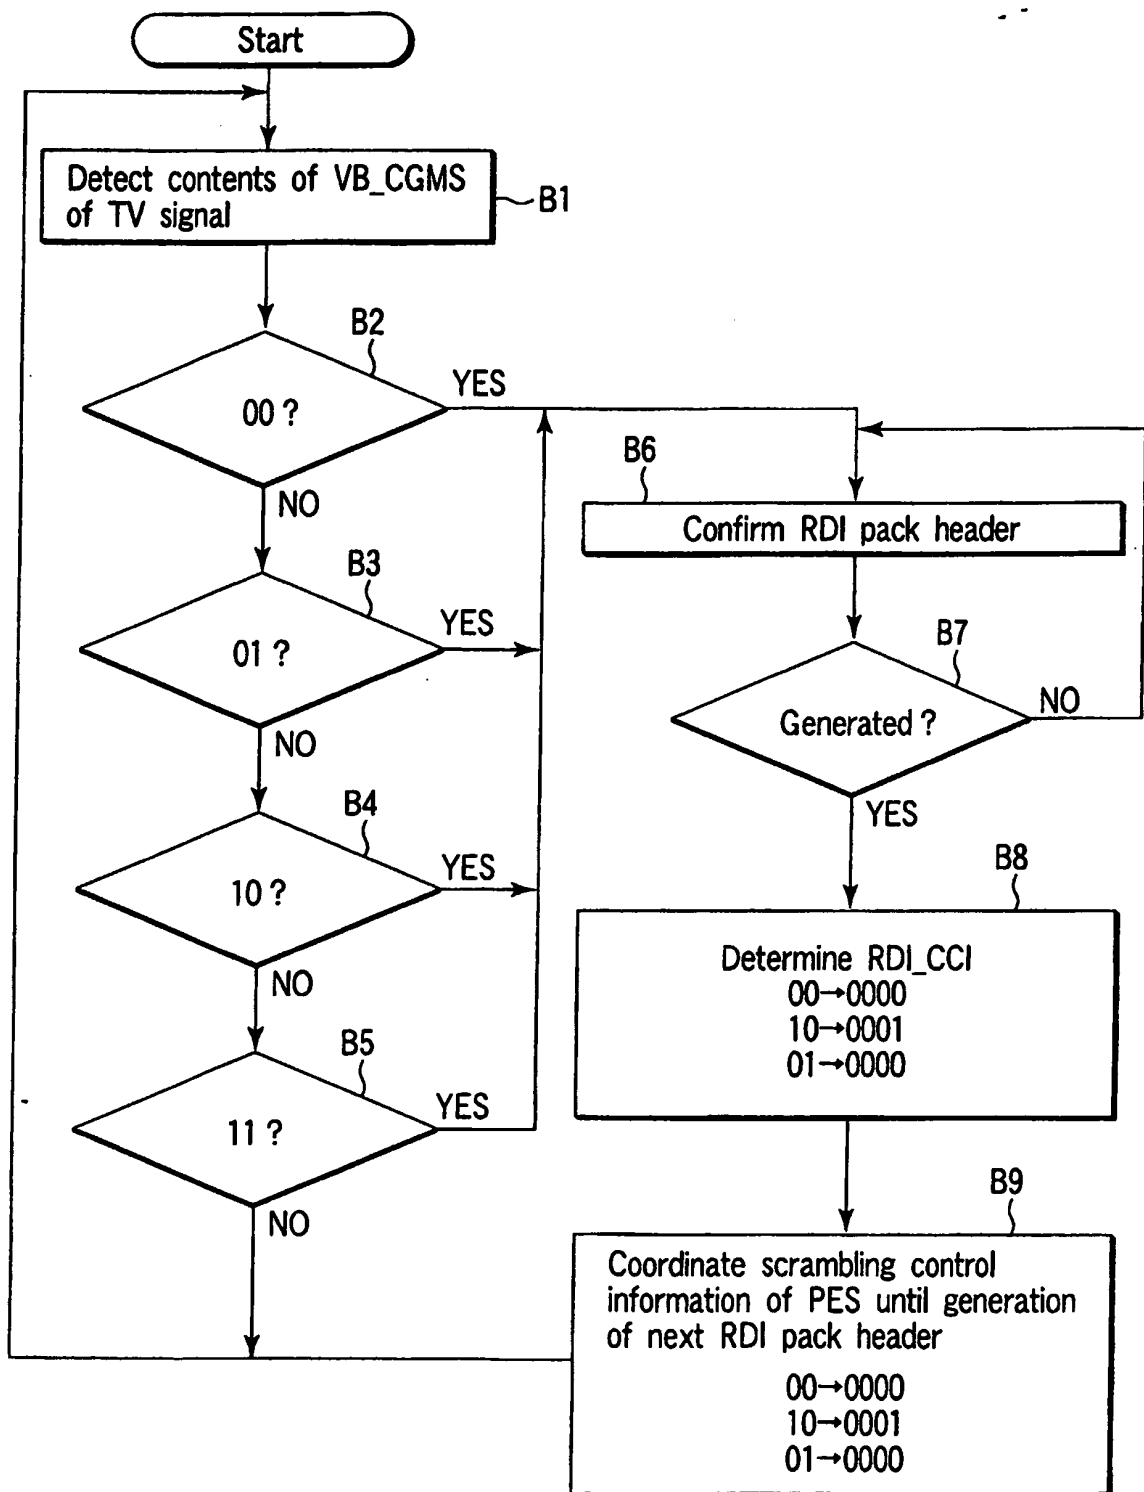 Start
Detect contents of VB_CGMS
of TV signal
B1
B2
00 ?
YES
NO
B3
01 ?
YES
NO
B4
10 ?
YES
NO
B5
11 ?
YES
NO
B6
Confirm RDI pack header
B7
Generated ?
NO
YES
B8
Determine RDI_CCI
00→0000
10→0001
01→0000
B9
Coordinate scrambling control
information of PES until generation
of next RDI pack header
00→0000
10→0001
01→0000